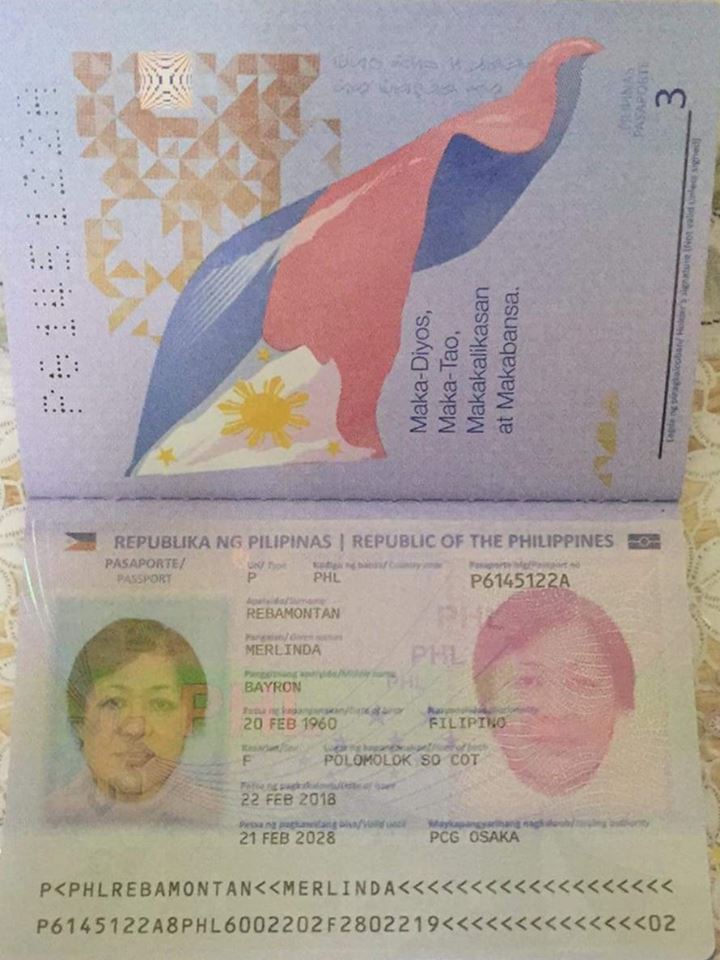 3
PILIPINAS
PASAPORTE
Maka-Diyos,
Maka-Tao,
Makakalikasan
at Makabansa.
Lagda ng pinagkalooban/ Holder's signature (Not valid unless signed)
REPUBLIKA NG PILIPINAS | REPUBLIC OF THE PHILIPPINES
PASAPORTE/
PASSPORT
Uri/ Type Kodigo ng bansa/ Country code Pasaporte blg/Passport no
P PHL P6145122A
Apelyido/Surname
REBAMONTAN
Pangalan/Given names
MERLINDA
Panggitnang apelyido/Middle name
BAYRON
Petsa ng kapanganakan/Date of birth Nasyonalidad/Nationality
20 FEB 1960 FILIPINO
Kasarian/Sex Lugar ng kapanganakan/Place of birth
F POLOMOLOK SO COT
Petsa ng pagkakaloob/Date of issue
22 FEB 2018
Petsa ng pagkawalang bisa/Valid until Maykapangyarihang nagkaloob/Issuing authority
21 FEB 2028 PCG OSAKA
P<PHLREBAMONTAN<<MERLINDA<<<<<<<<<<<<<<<<<<<
P6145122A8PHL6002202F2802219<<<<<<<<<<<<<<02